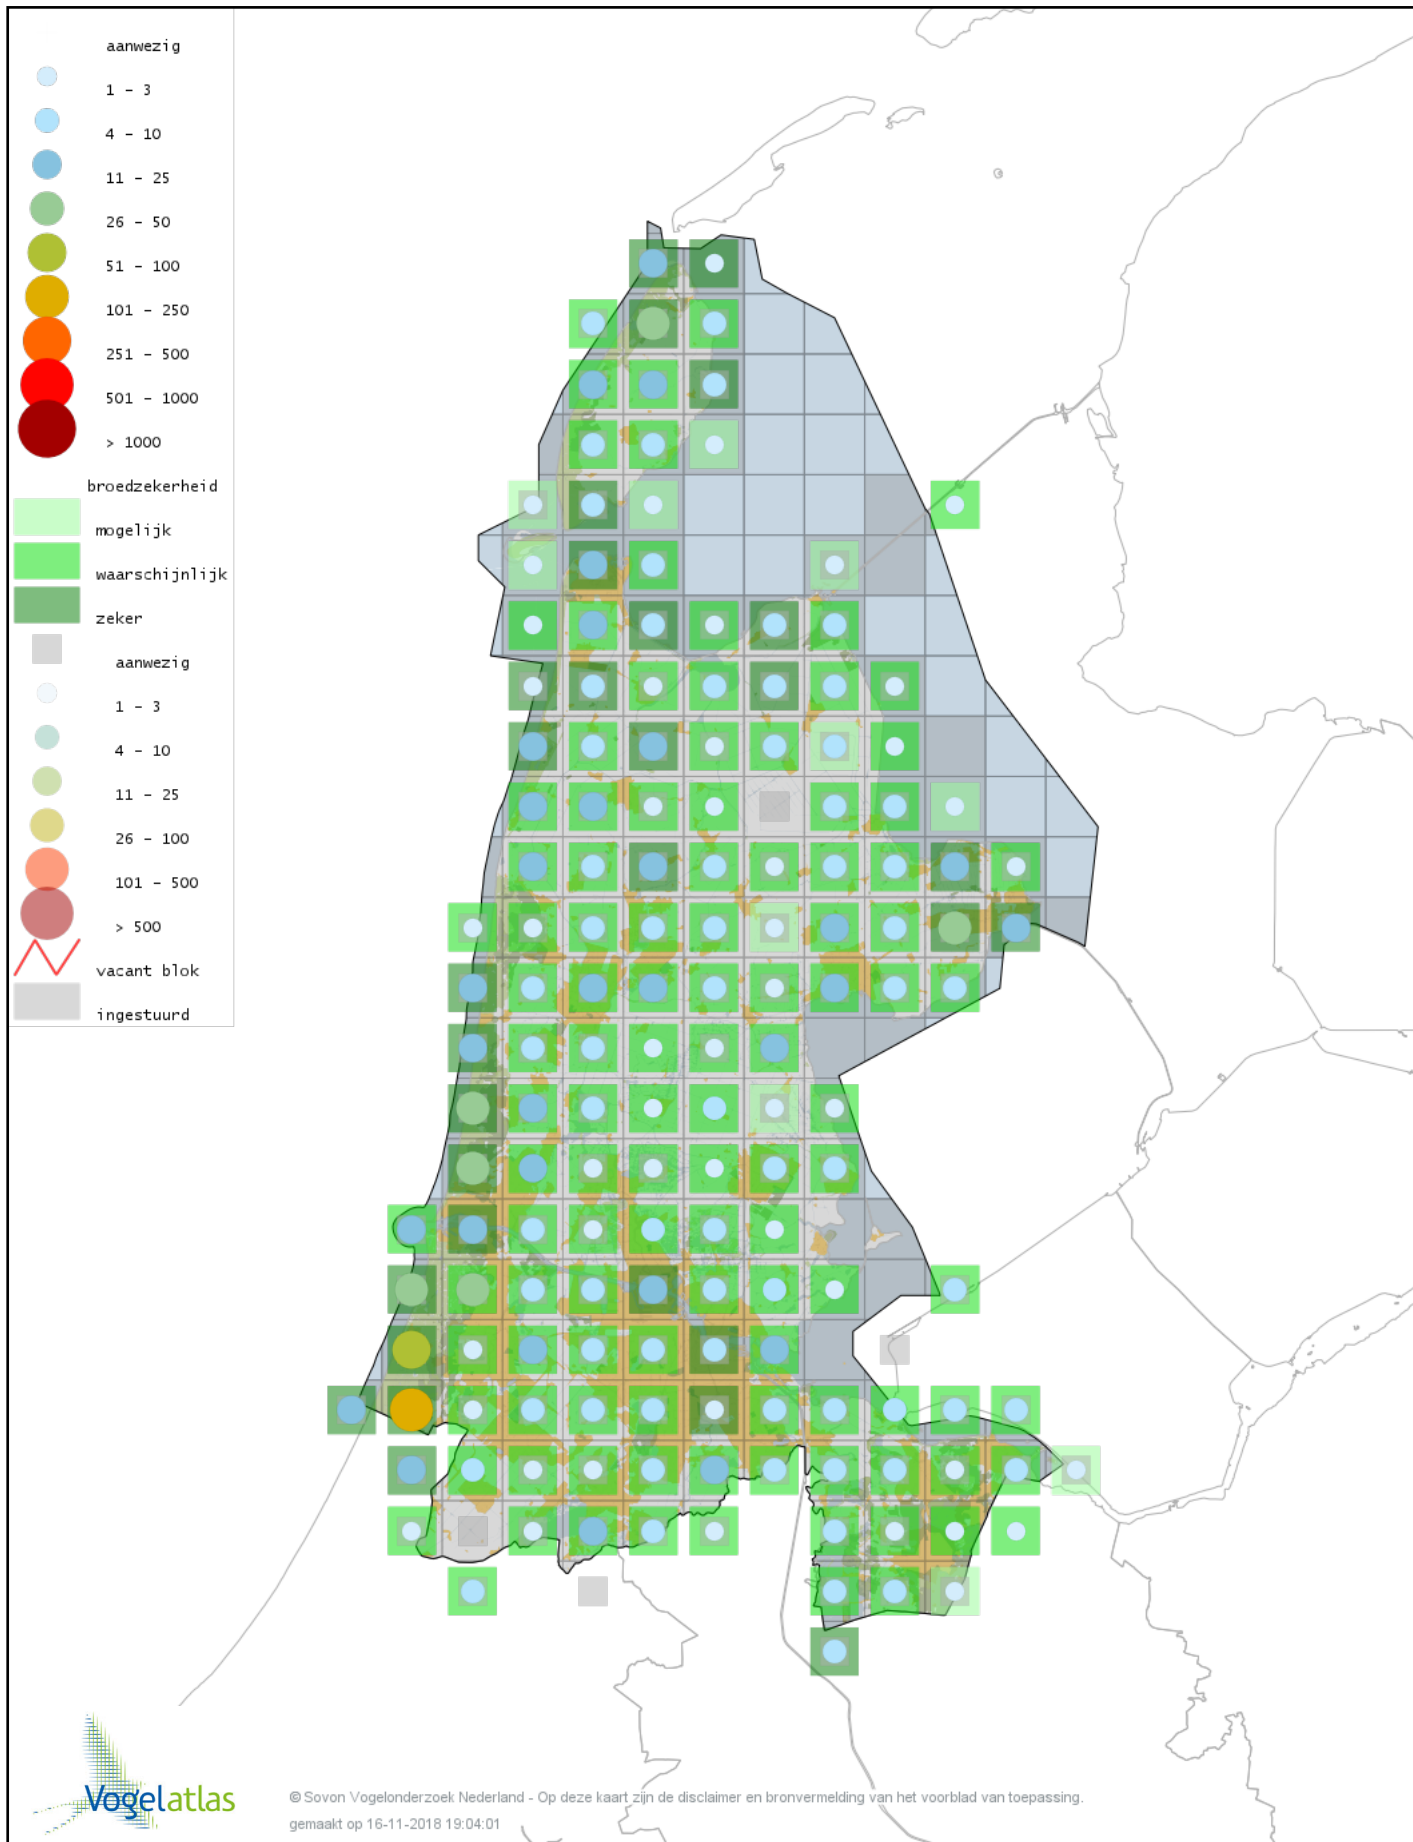 aanwezig
1 - 3
4 - 10
11 - 25
26 - 50
51 - 100
101 - 250
251 - 500
501 - 1000
> 1000
broedzekerheid
mogelijk
waarschijnlijk
zeker
aanwezig
1 - 3
4 - 10
11 - 25
26 - 100
101 - 500
> 500
vacant blok
ingestuurd
Vogelatlas
© Sovon Vogelonderzoek Nederland - Op deze kaart zijn de disclaimer en bronvermelding van het voorblad van toepassing.
gemaakt op 16-11-2018 19:04:01